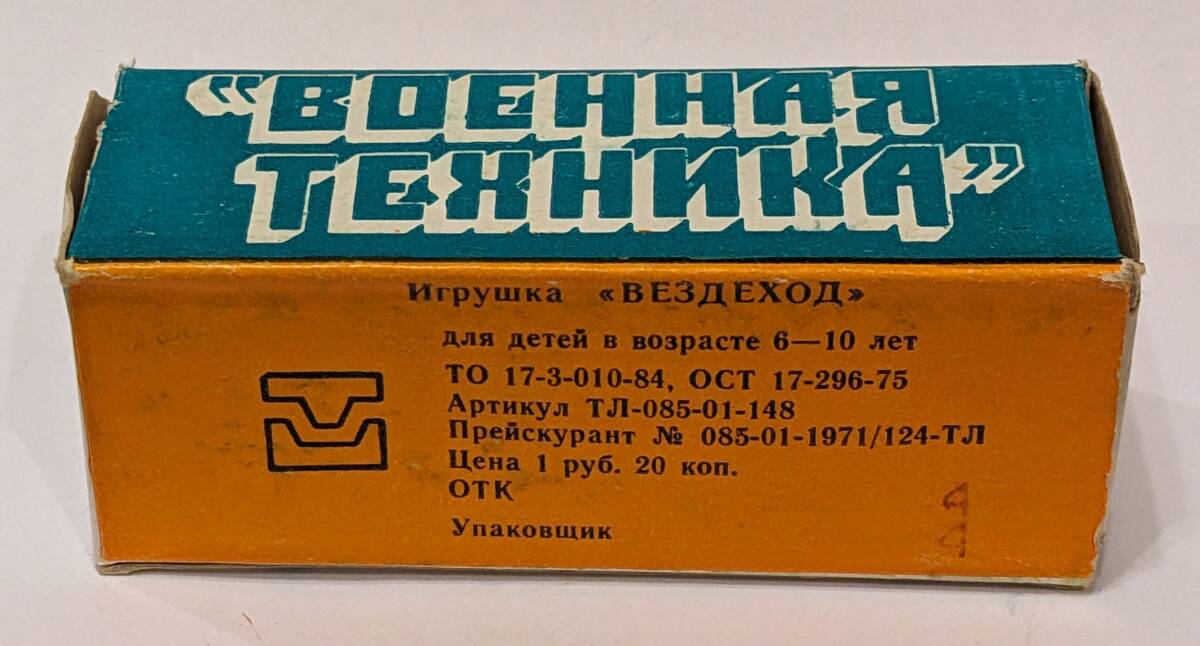 “ВОЕННАЯ
ТЕХНИКА”
Игрушка «ВЕЗДЕХОД»
для детей в возрасте 6—10 лет
ТО 17-3-010-84, ОСТ 17-296-75
Артикул ТЛ-085-01-148
Прейскурант № 085-01-1971/124-ТЛ
Цена 1 руб. 20 коп.
ОТК
Упаковщик